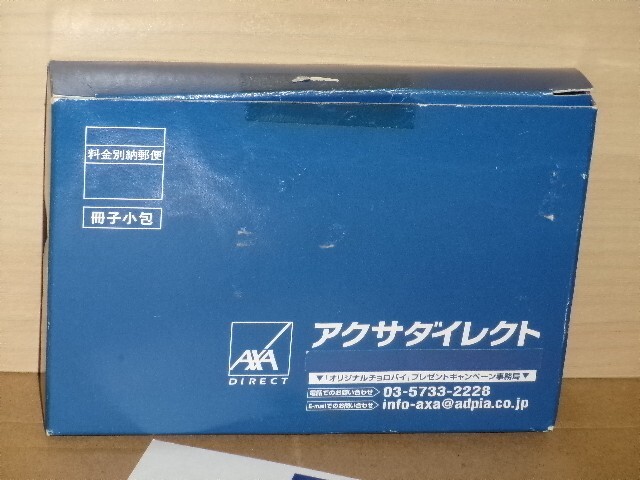 料金別納郵便
冊子小包
AXA
DIRECT
アクサダイレクト
▼「オリジナルチョロバイ」プレゼントキャンペーン事務局▼
電話でのお問い合わせ 03-5733-2228
E-mailでのお問い合わせ info-axa@adpia.co.jp